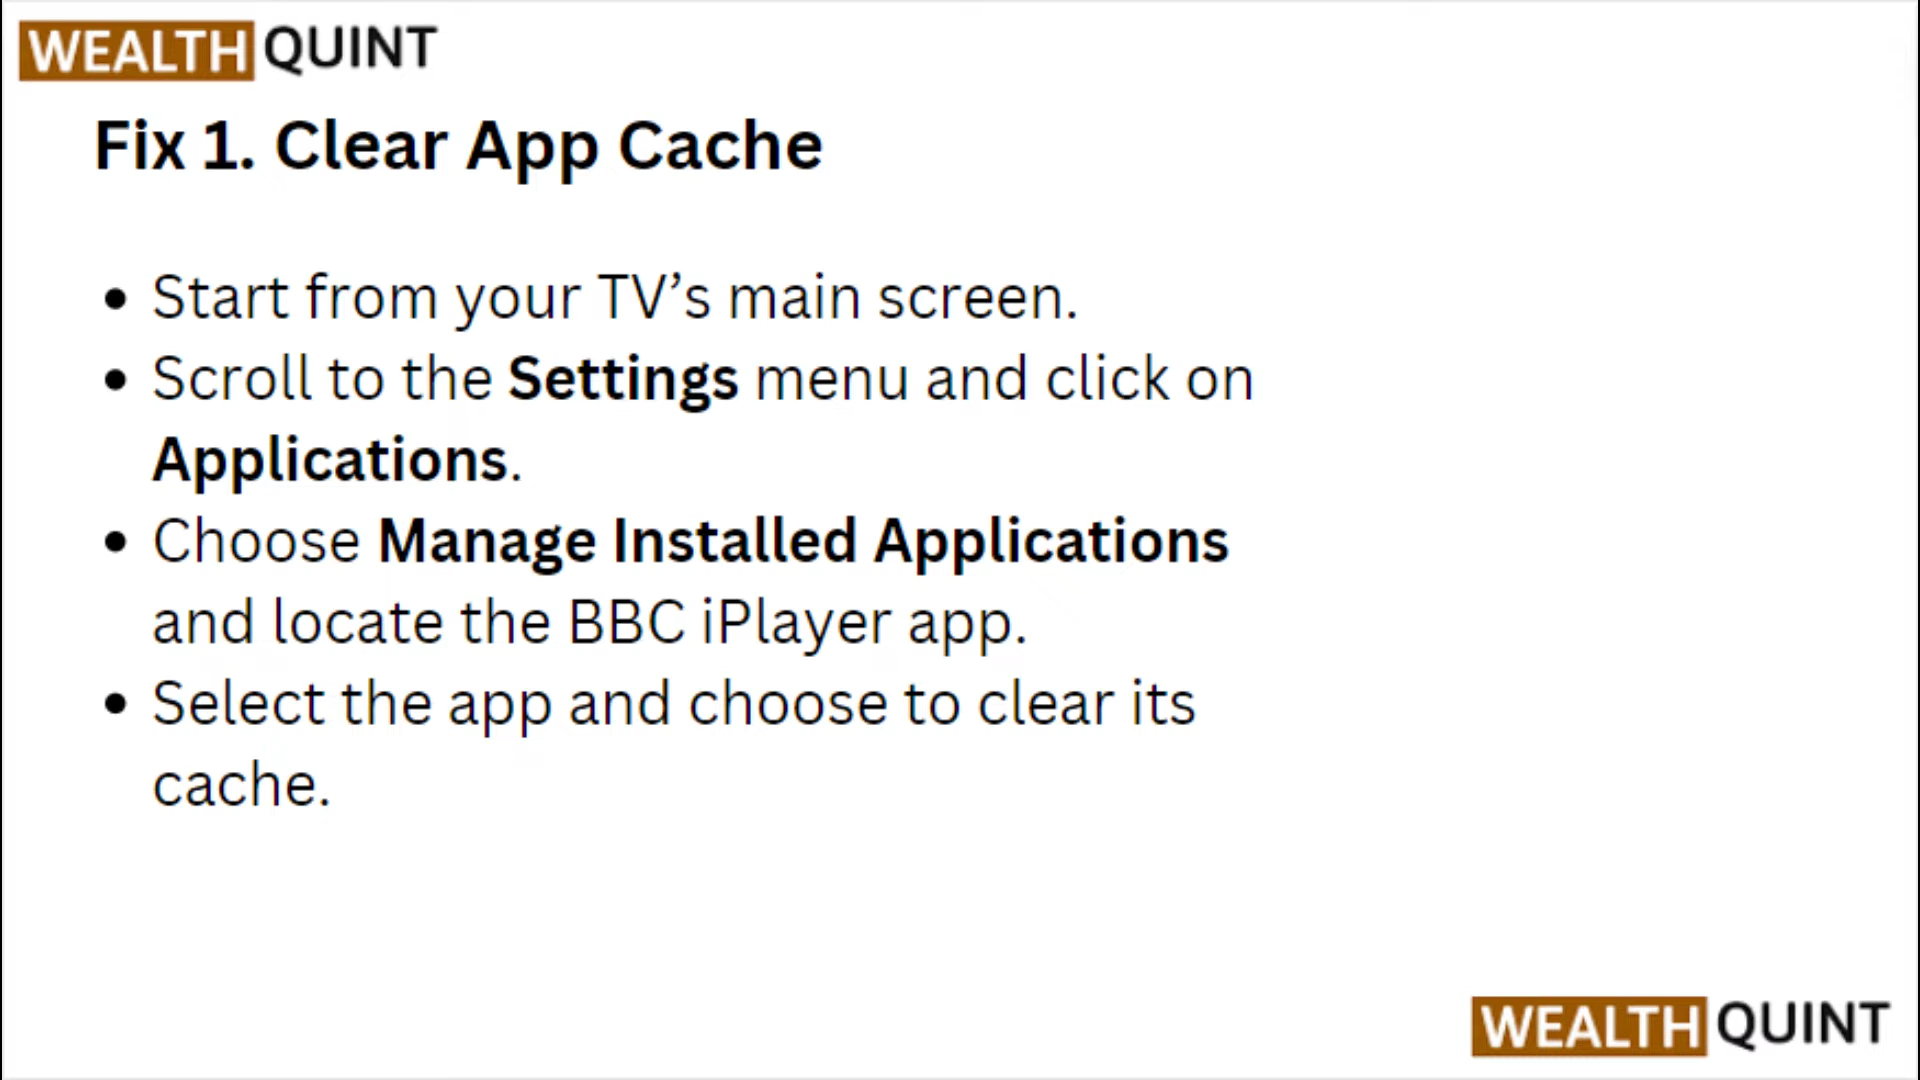 WEALTH QUINT
Fix 1. Clear App Cache
• Start from your TV’s main screen.
• Scroll to the Settings menu and click on
Applications.
• Choose Manage Installed Applications
and locate the BBC iPlayer app.
• Select the app and choose to clear its
cache.
WEALTH QUINT